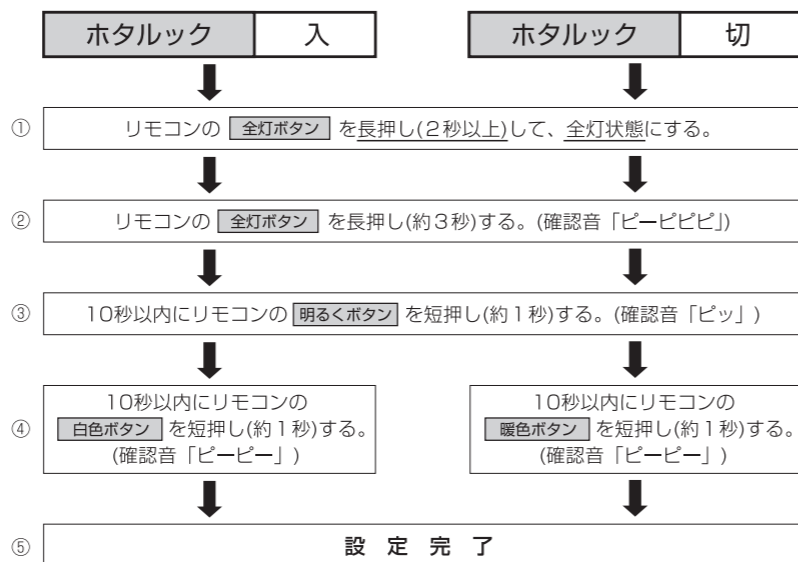 ホタルック 入
ホタルック 切
① リモコンの 全灯ボタン を長押し(2秒以上)して、全灯状態にする。
② リモコンの 全灯ボタン を長押し(約3秒)する。(確認音「ピーピピピ」)
③ 10秒以内にリモコンの 明るくボタン を短押し(約1秒)する。(確認音「ピッ」)
④ 10秒以内にリモコンの
白色ボタン を短押し(約1秒)する。
(確認音「ピーピー」)
10秒以内にリモコンの
暖色ボタン を短押し(約1秒)する。
(確認音「ピーピー」)
⑤ 設定完了